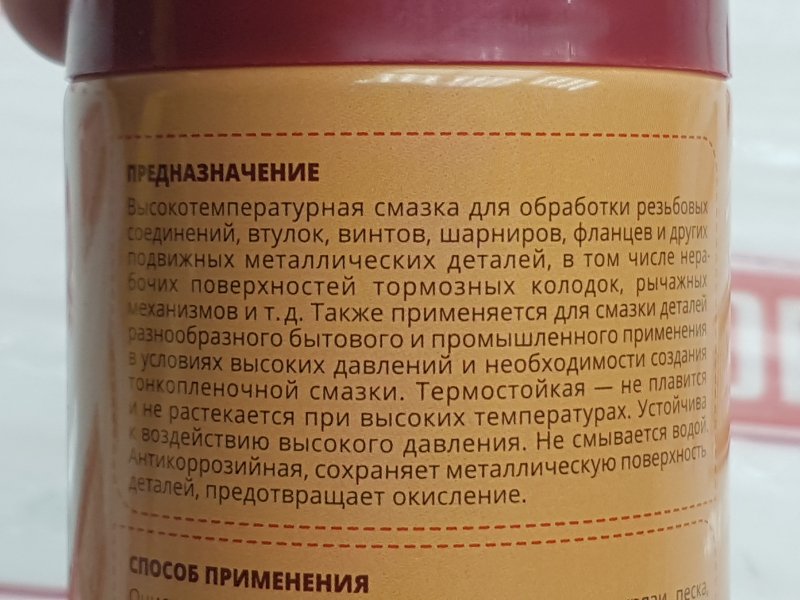 ПРЕДНАЗНАЧЕНИЕ
Высокотемпературная смазка для обработки резьбовых
соединений, втулок, винтов, шарниров, фланцев и других
подвижных металлических деталей, в том числе нера-
бочих поверхностей тормозных колодок, рычажных
механизмов и т. д. Также применяется для смазки деталей
разнообразного бытового и промышленного применения
в условиях высоких давлений и необходимости создания
тонкопленочной смазки. Термостойкая — не плавится
и не растекается при высоких температурах. Устойчива
к воздействию высокого давления. Не смывается водой.
Антикоррозийная, сохраняет металлическую поверхность
деталей, предотвращает окисление.
СПОСОБ ПРИМЕНЕНИЯ
песка,